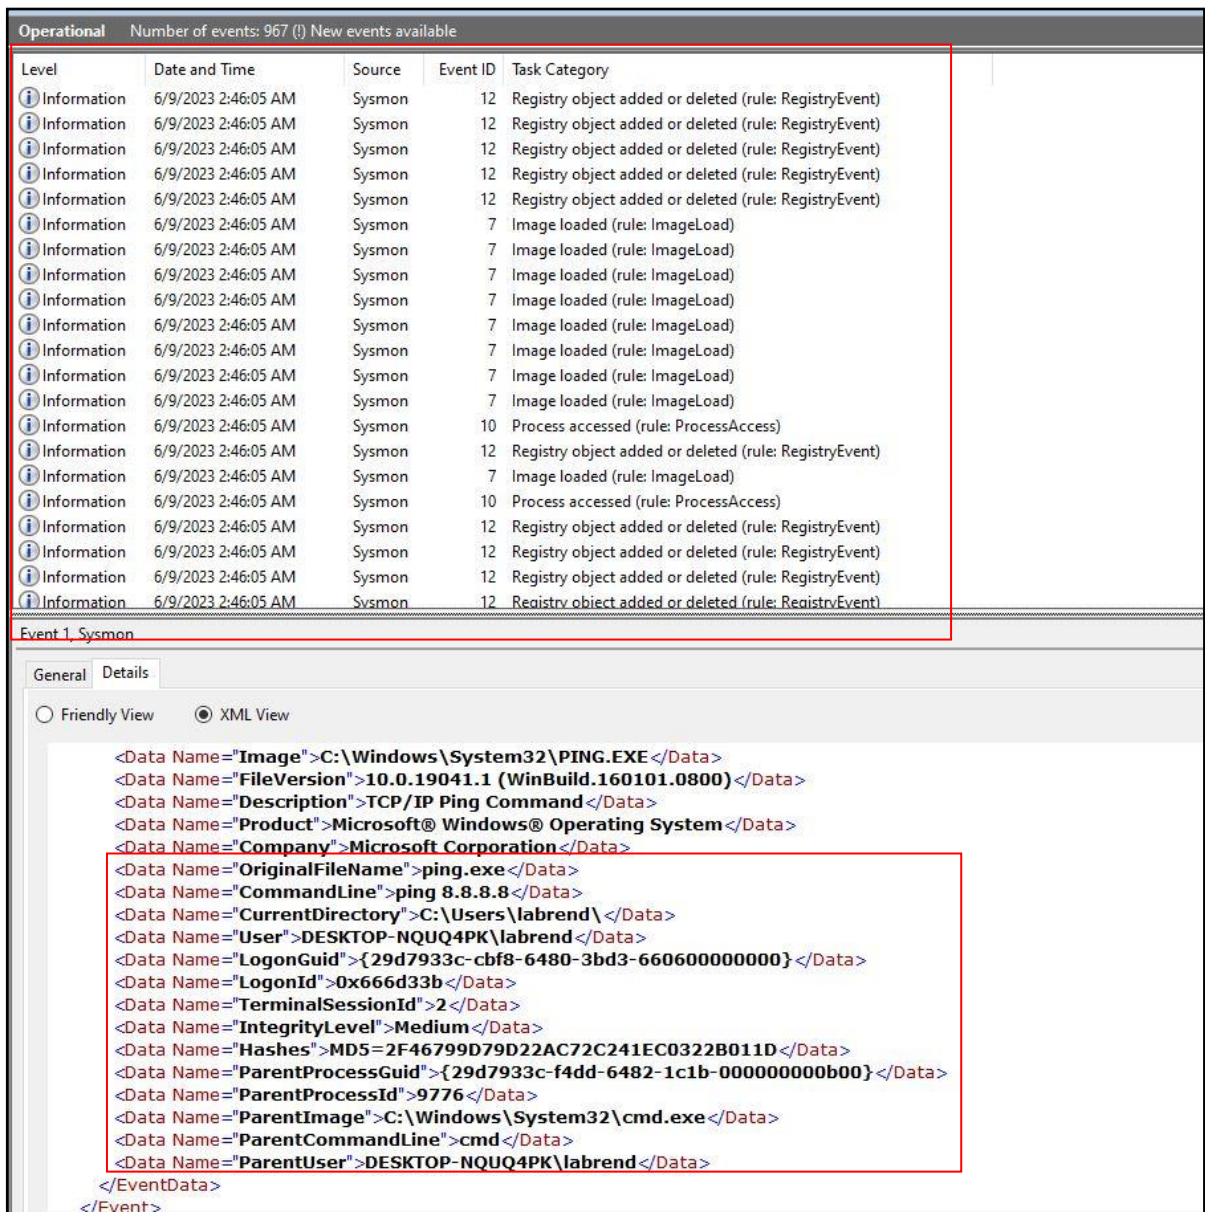 Operational Number of events: 967 (!) New events available
Level Date and Time Source Event ID Task Category
Information 6/9/2023 2:46:05 AM Sysmon 12 Registry object added or deleted (rule: RegistryEvent)
Information 6/9/2023 2:46:05 AM Sysmon 12 Registry object added or deleted (rule: RegistryEvent)
Information 6/9/2023 2:46:05 AM Sysmon 12 Registry object added or deleted (rule: RegistryEvent)
Information 6/9/2023 2:46:05 AM Sysmon 12 Registry object added or deleted (rule: RegistryEvent)
Information 6/9/2023 2:46:05 AM Sysmon 12 Registry object added or deleted (rule: RegistryEvent)
Information 6/9/2023 2:46:05 AM Sysmon 7 Image loaded (rule: ImageLoad)
Information 6/9/2023 2:46:05 AM Sysmon 7 Image loaded (rule: ImageLoad)
Information 6/9/2023 2:46:05 AM Sysmon 7 Image loaded (rule: ImageLoad)
Information 6/9/2023 2:46:05 AM Sysmon 7 Image loaded (rule: ImageLoad)
Information 6/9/2023 2:46:05 AM Sysmon 7 Image loaded (rule: ImageLoad)
Information 6/9/2023 2:46:05 AM Sysmon 7 Image loaded (rule: ImageLoad)
Information 6/9/2023 2:46:05 AM Sysmon 7 Image loaded (rule: ImageLoad)
Information 6/9/2023 2:46:05 AM Sysmon 7 Image loaded (rule: ImageLoad)
Information 6/9/2023 2:46:05 AM Sysmon 10 Process accessed (rule: ProcessAccess)
Information 6/9/2023 2:46:05 AM Sysmon 12 Registry object added or deleted (rule: RegistryEvent)
Information 6/9/2023 2:46:05 AM Sysmon 7 Image loaded (rule: ImageLoad)
Information 6/9/2023 2:46:05 AM Sysmon 10 Process accessed (rule: ProcessAccess)
Information 6/9/2023 2:46:05 AM Sysmon 12 Registry object added or deleted (rule: RegistryEvent)
Information 6/9/2023 2:46:05 AM Sysmon 12 Registry object added or deleted (rule: RegistryEvent)
Information 6/9/2023 2:46:05 AM Sysmon 12 Registry object added or deleted (rule: RegistryEvent)
Information 6/9/2023 2:46:05 AM Sysmon 12 Registry object added or deleted (rule: RegistryEvent)
Event 1, Sysmon
General Details
Friendly View XML View
<Data Name="Image">C:\Windows\System32\PING.EXE</Data>
<Data Name="FileVersion">10.0.19041.1 (WinBuild.160101.0800)</Data>
<Data Name="Description">TCP/IP Ping Command</Data>
<Data Name="Product">Microsoft® Windows® Operating System</Data>
<Data Name="Company">Microsoft Corporation</Data>
<Data Name="OriginalFileName">ping.exe</Data>
<Data Name="CommandLine">ping 8.8.8.8</Data>
<Data Name="CurrentDirectory">C:\Users\labrend\</Data>
<Data Name="User">DESKTOP-NQUQ4PK\labrend</Data>
<Data Name="LogonGuid">{29d7933c-cbf8-6480-3bd3-660600000000}</Data>
<Data Name="LogonId">0x666d33b</Data>
<Data Name="TerminalSessionId">2</Data>
<Data Name="IntegrityLevel">Medium</Data>
<Data Name="Hashes">MD5=2F46799D79D22AC72C241EC0322B011D</Data>
<Data Name="ParentProcessGuid">{29d7933c-f4dd-6482-1c1b-000000000b00}</Data>
<Data Name="ParentProcessId">9776</Data>
<Data Name="ParentImage">C:\Windows\System32\cmd.exe</Data>
<Data Name="ParentCommandLine">cmd</Data>
<Data Name="ParentUser">DESKTOP-NQUQ4PK\labrend</Data>
</EventData>
</Event>